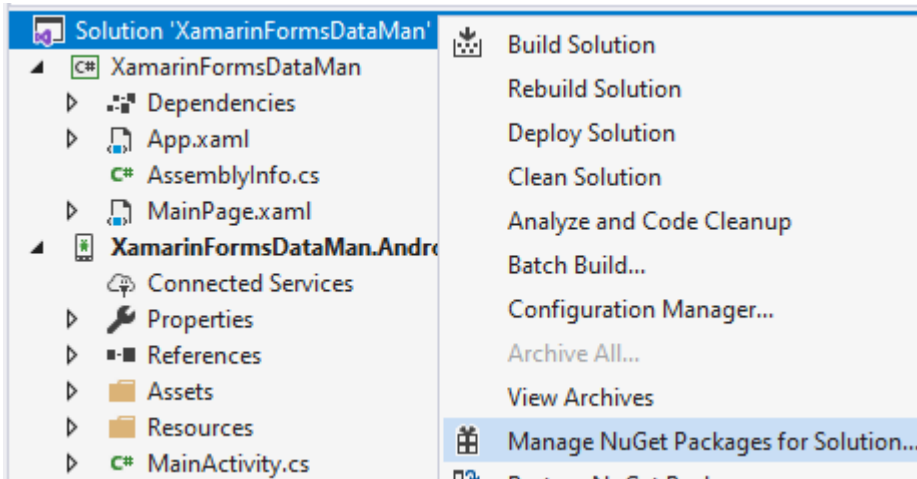 Solution 'XamarinFormsDataMan'
C# XamarinFormsDataMan
Dependencies
App.xaml
C# AssemblyInfo.cs
MainPage.xaml
XamarinFormsDataMan.Andro
Connected Services
Properties
References
Assets
Resources
C# MainActivity.cs
Build Solution
Rebuild Solution
Deploy Solution
Clean Solution
Analyze and Code Cleanup
Batch Build...
Configuration Manager...
Archive All...
View Archives
Manage NuGet Packages for Solution...